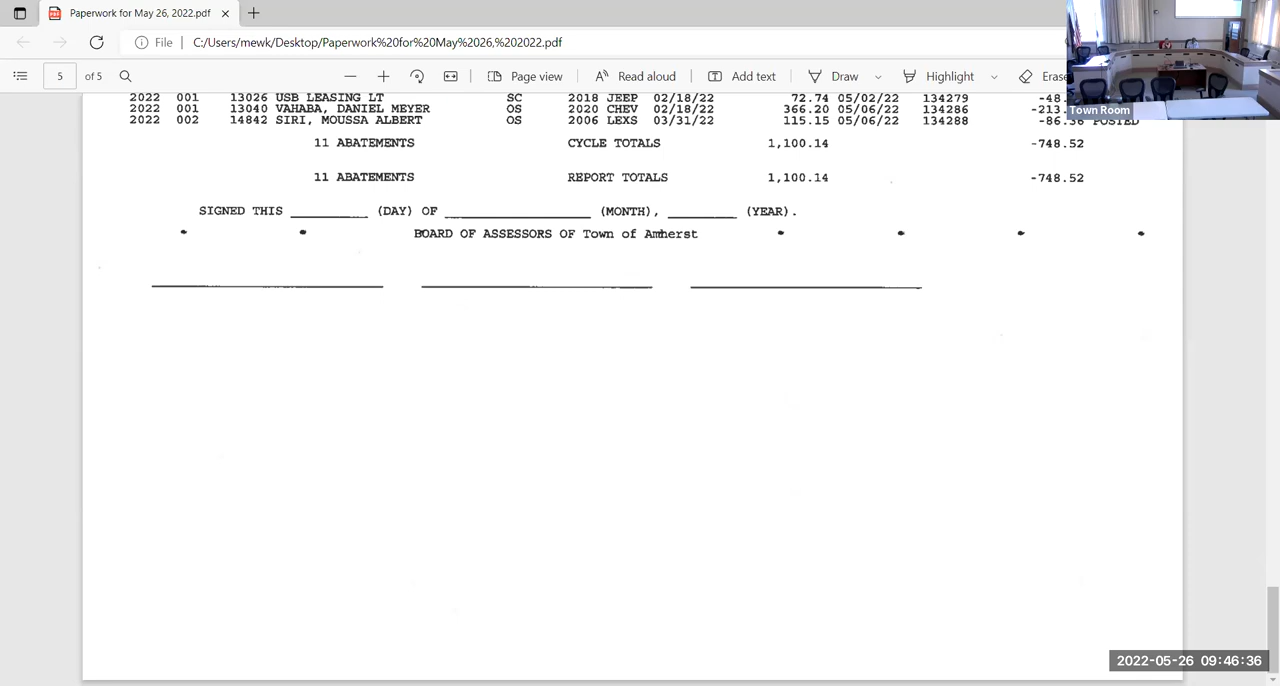 Paperwork for May 26, 2022.pdf
File C:/Users/mewk/Desktop/Paperwork%20for%20May%2026,%202022.pdf
5 of 5 Page view Read aloud Add text Draw Highlight Erase
Town Room
2022 001 13026 USB LEASING LT SC 2018 JEEP 02/18/22 72.74 05/02/22 134279 -48.
2022 001 13040 VAHABA, DANIEL MEYER OS 2020 CHEV 02/18/22 366.20 05/06/22 134286 -213.
2022 002 14842 SIRI, MOUSSA ALBERT OS 2006 LEXS 03/31/22 115.15 05/06/22 134288 -86.36 POSTED
11 ABATEMENTS CYCLE TOTALS 1,100.14 -748.52
11 ABATEMENTS REPORT TOTALS 1,100.14 -748.52
SIGNED THIS (DAY) OF (MONTH), (YEAR).
BOARD OF ASSESSORS OF Town of Amherst
2022-05-26 09:46:36